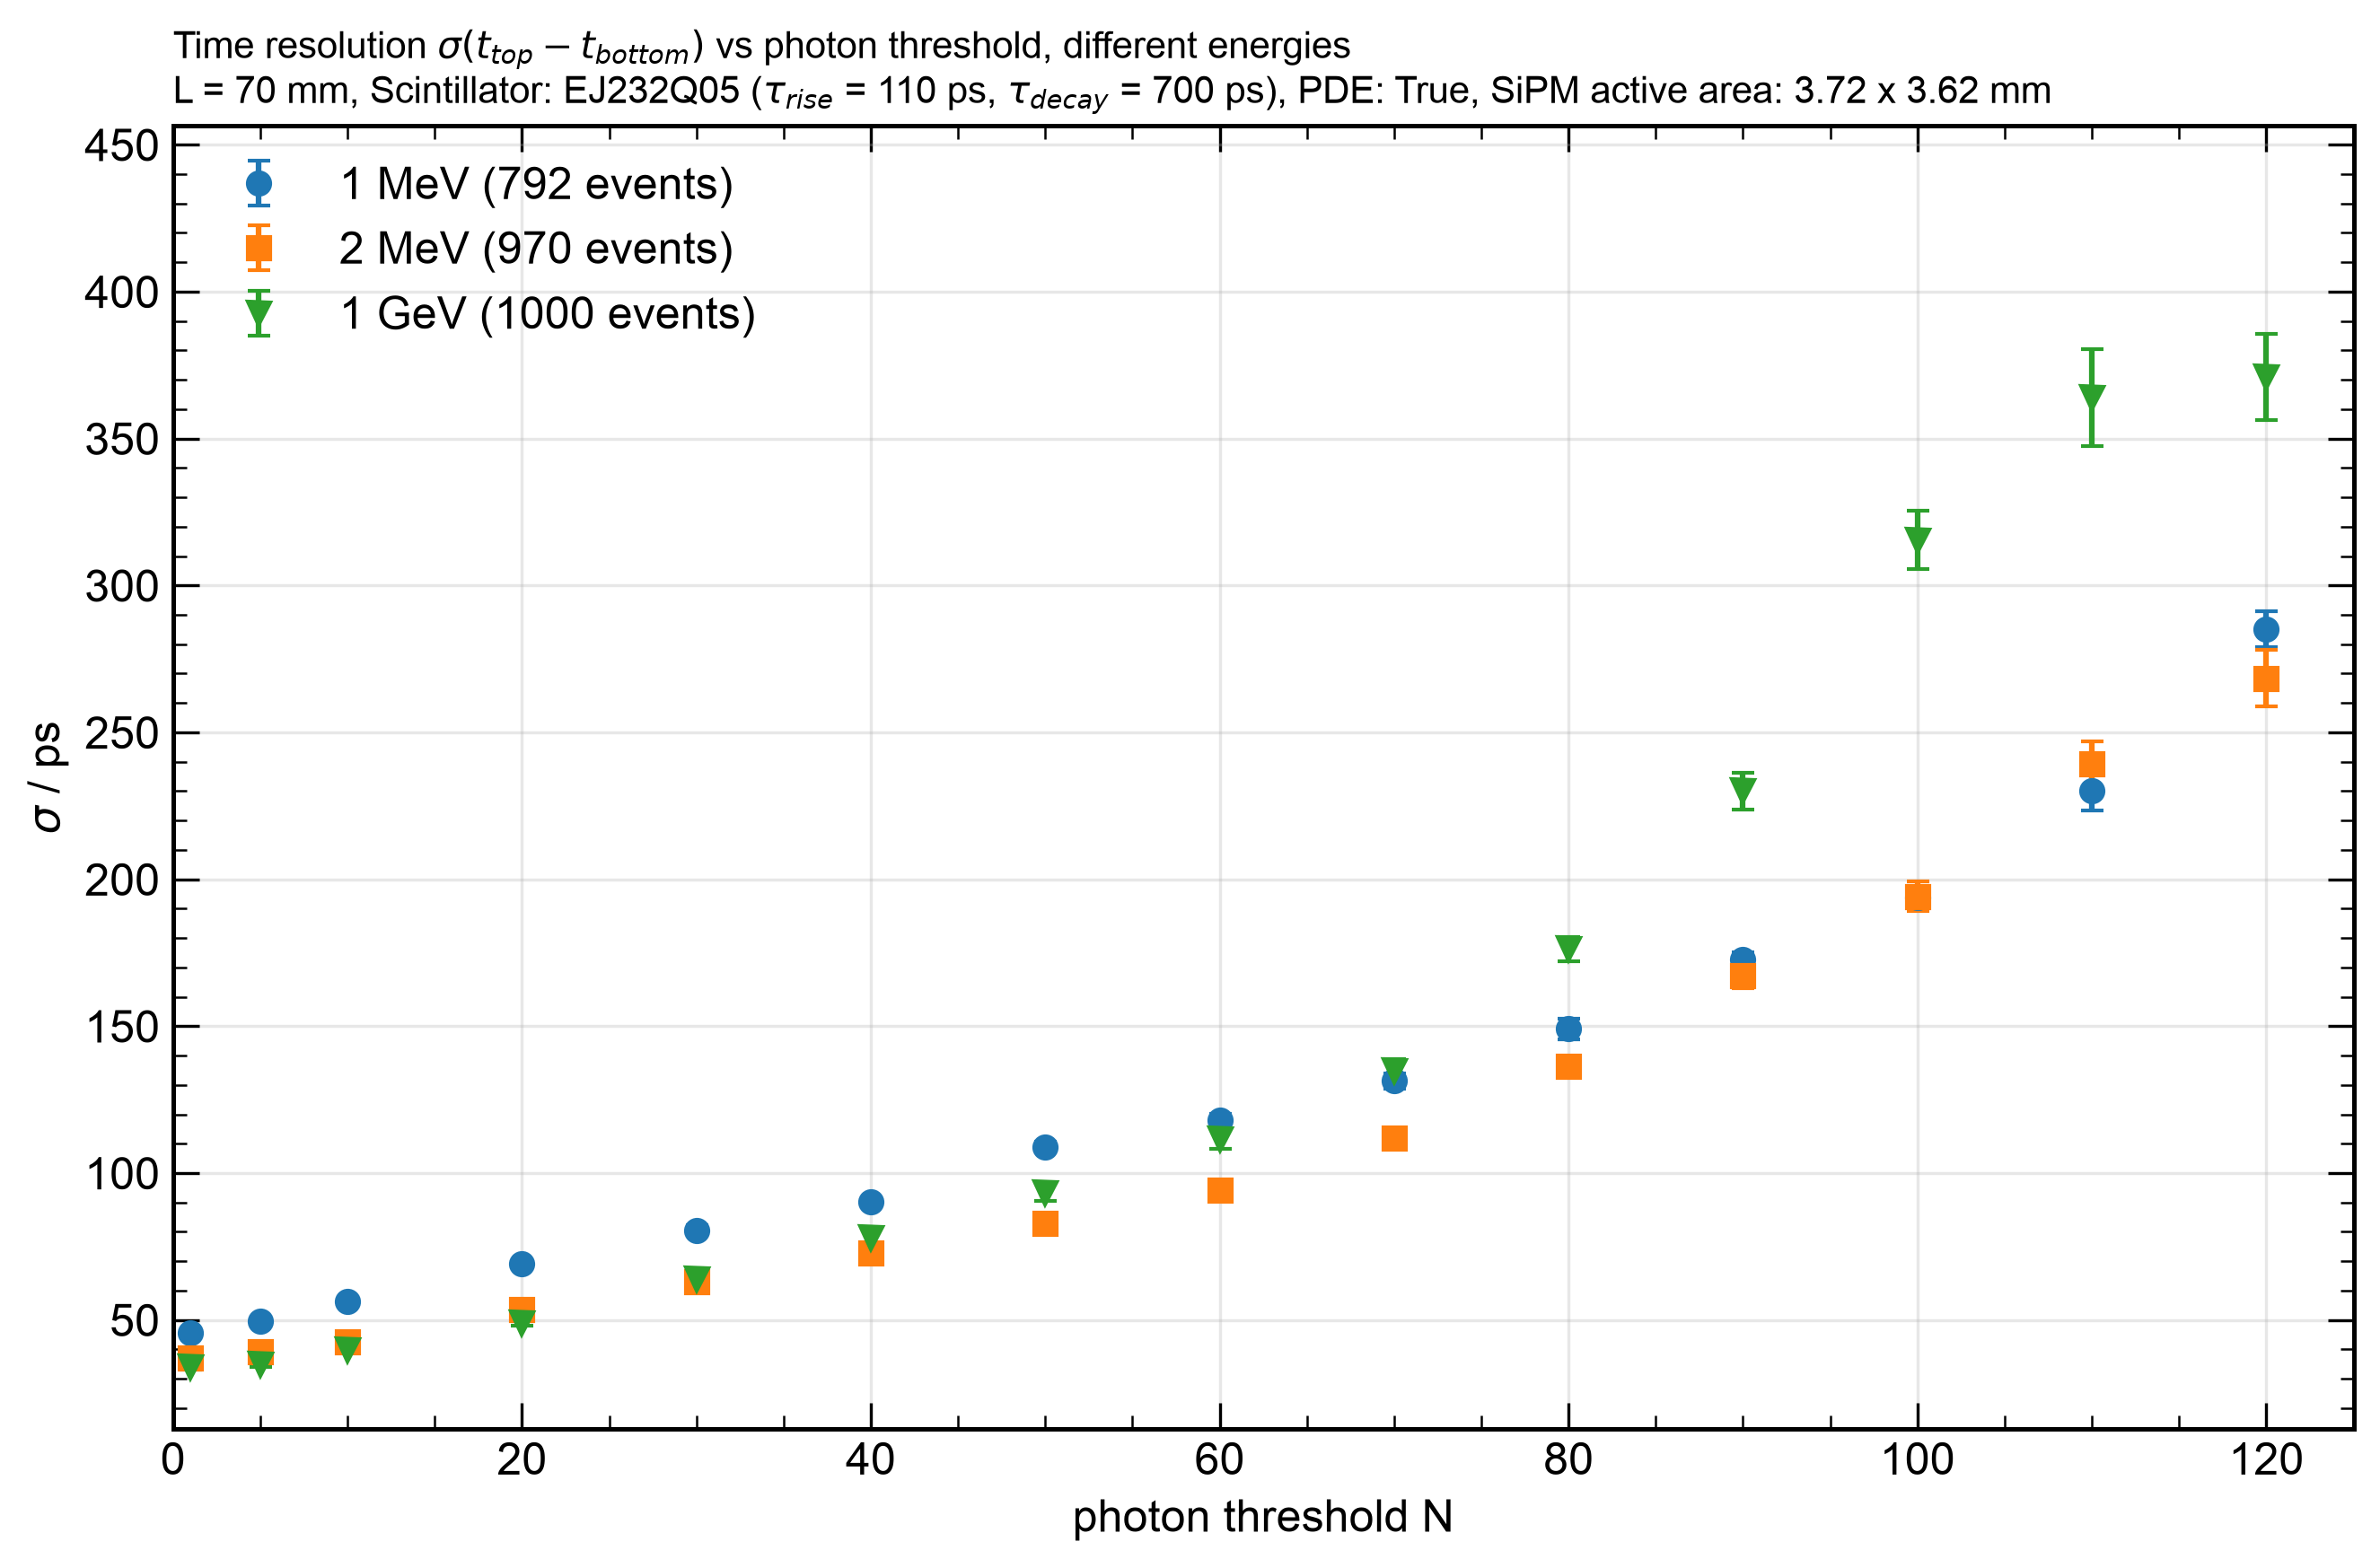 Time resolution σ(t_top − t_bottom) vs photon threshold, different energies
L = 70 mm, Scintillator: EJ232Q05 (τ_rise = 110 ps, τ_decay = 700 ps), PDE: True, SiPM active area: 3.72 x 3.62 mm
450
400
350
300
250
200
150
100
50
σ / ps
1 MeV (792 events)
2 MeV (970 events)
1 GeV (1000 events)
0 20 40 60 80 100 120
photon threshold N